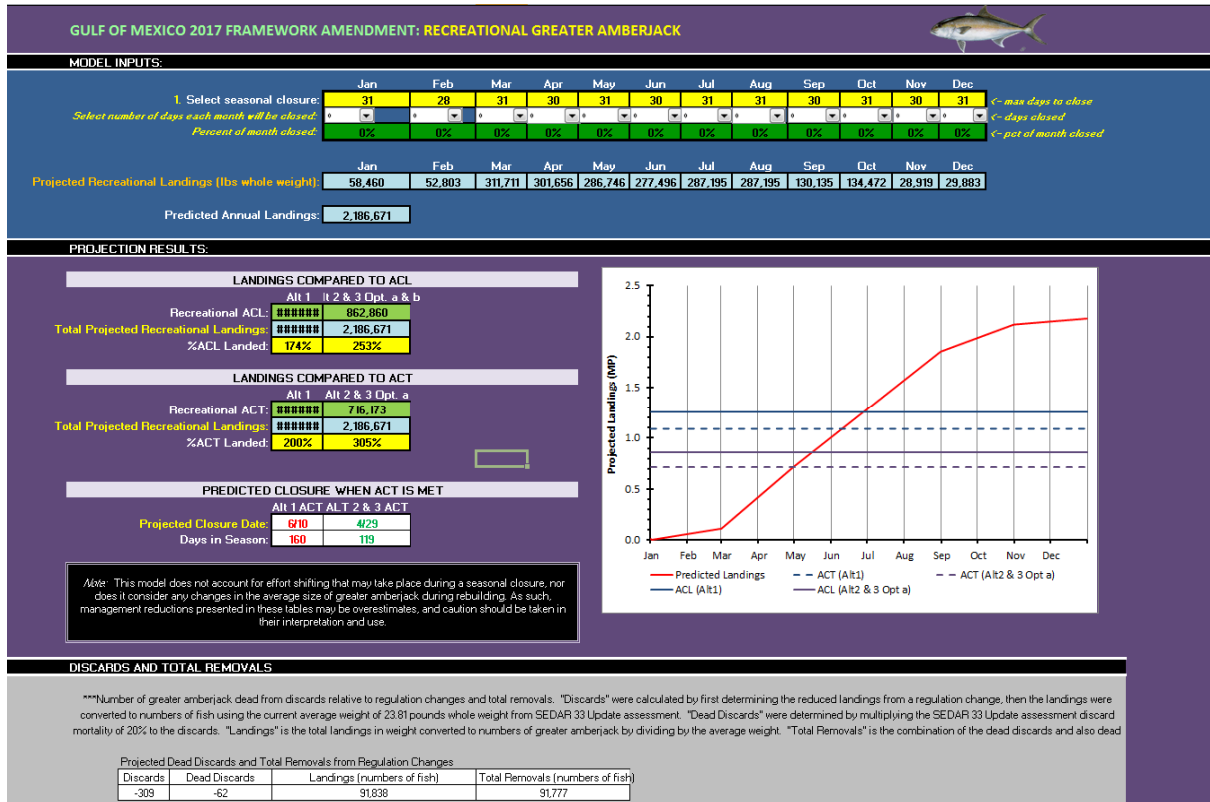 GULF OF MEXICO 2017 FRAMEWORK AMENDMENT: RECREATIONAL GREATER AMBERJACK
MODEL INPUTS:
Jan Feb Mar Apr May Jun Jul Aug Sep Oct Nov Dec
1. Select seasonal closure: 31 28 31 30 31 30 31 31 30 31 30 31 <- max days to close
Select number of days each month will be closed: 0 0 0 0 0 0 0 0 0 0 0 0 <- days closed
Percent of month closed: 0% 0% 0% 0% 0% 0% 0% 0% 0% 0% 0% 0% <- pct of month closed
Jan Feb Mar Apr May Jun Jul Aug Sep Oct Nov Dec
Projected Recreational Landings (lbs whole weight): 58,460 52,803 311,711 301,656 286,746 277,496 287,195 287,195 130,135 134,472 28,919 29,883
Predicted Annual Landings: 2,186,671
PROJECTION RESULTS:
LANDINGS COMPARED TO ACL
Alt 1 lt 2 & 3 Opt. a & b
Recreational ACL: ###### 862,860
Total Projected Recreational Landings: ###### 2,186,671
%ACL Landed: 174% 253%
LANDINGS COMPARED TO ACT
Alt 1 Alt 2 & 3 Opt. a
Recreational ACT: ###### 716,173
Total Projected Recreational Landings: ###### 2,186,671
%ACT Landed: 200% 305%
PREDICTED CLOSURE WHEN ACT IS MET
Alt 1 ACT ALT 2 & 3 ACT
Projected Closure Date: 6/10 4/29
Days in Season: 160 119
Note: This model does not account for effort shifting that may take place during a seasonal closure, nor
does it consider any changes in the average size of greater amberjack during rebuilding. As such,
management reductions presented in these tables may be overestimates, and caution should be taken in
their interpretation and use.
Projected Landings (MP)
2.5
2.0
1.5
1.0
0.5
0.0
Jan Feb Mar Apr May Jun Jul Aug Sep Oct Nov Dec
Predicted Landings ACT (Alt1) ACT (Alt2 & 3 Opt a)
ACL (Alt1) ACL (Alt2 & 3 Opt a)
DISCARDS AND TOTAL REMOVALS
***Number of greater amberjack dead from discards relative to regulation changes and total removals. "Discards" were calculated by first determining the reduced landings from a regulation change, then the landings were
converted to numbers of fish using the current average weight of 23.81 pounds whole weight from SEDAR 33 Update assessment. "Dead Discards" were determined by multiplying the SEDAR 33 Update assessment discard
mortality of 20% to the discards. "Landings" is the total landings in weight converted to numbers of greater amberjack by dividing by the average weight. "Total Removals" is the combination of the dead discards and also dead
Projected Dead Discards and Total Removals from Regulation Changes
Discards Dead Discards Landings (numbers of fish) Total Removals (numbers of fish)
-309 -62 91,838 91,777